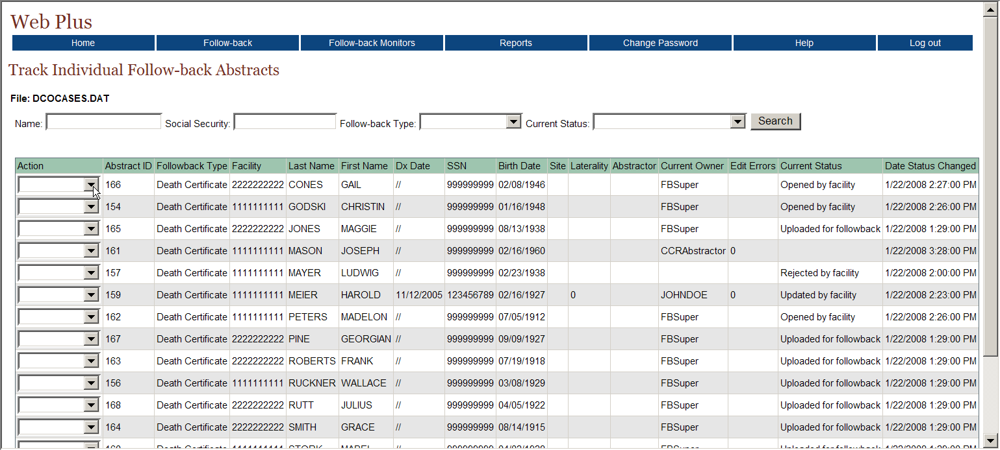 Web Plus
Home Follow-back Follow-back Monitors Reports Change Password Help Log out
Track Individual Follow-back Abstracts
File: DCOCASES.DAT
Name: Social Security: Follow-back Type: Current Status: Search
Action Abstract ID Followback Type Facility Last Name First Name Dx Date SSN Birth Date Site Laterality Abstractor Current Owner Edit Errors Current Status Date Status Changed
166 Death Certificate 2222222222 CONES GAIL // 999999999 02/08/1946 FBSuper Opened by facility 1/22/2008 2:27:00 PM
154 Death Certificate 1111111111 GODSKI CHRISTIN // 999999999 01/16/1948 FBSuper Opened by facility 1/22/2008 2:26:00 PM
165 Death Certificate 2222222222 JONES MAGGIE // 999999999 08/13/1938 FBSuper Uploaded for followback 1/22/2008 1:29:00 PM
161 Death Certificate 1111111111 MASON JOSEPH // 999999999 02/16/1960 CCRAbstractor 0 1/22/2008 3:28:00 PM
157 Death Certificate 1111111111 MAYER LUDWIG // 999999999 02/23/1938 Rejected by facility 1/22/2008 2:00:00 PM
159 Death Certificate 1111111111 MEIER HAROLD 11/12/2005 123456789 02/16/1927 0 JOHNDOE 0 Updated by facility 1/22/2008 2:23:00 PM
162 Death Certificate 1111111111 PETERS MADELON // 999999999 07/05/1912 FBSuper Opened by facility 1/22/2008 2:26:00 PM
167 Death Certificate 2222222222 PINE GEORGIAN // 999999999 09/09/1927 FBSuper Uploaded for followback 1/22/2008 1:29:00 PM
163 Death Certificate 2222222222 ROBERTS FRANK // 999999999 07/19/1918 FBSuper Uploaded for followback 1/22/2008 1:29:00 PM
156 Death Certificate 1111111111 RUCKNER WALLACE // 999999999 03/08/1929 FBSuper Uploaded for followback 1/22/2008 1:29:00 PM
168 Death Certificate 2222222222 RUTT JULIUS // 999999999 04/05/1922 FBSuper Uploaded for followback 1/22/2008 1:29:00 PM
164 Death Certificate 2222222222 SMITH GRACE // 999999999 08/14/1915 FBSuper Uploaded for followback 1/22/2008 1:29:00 PM